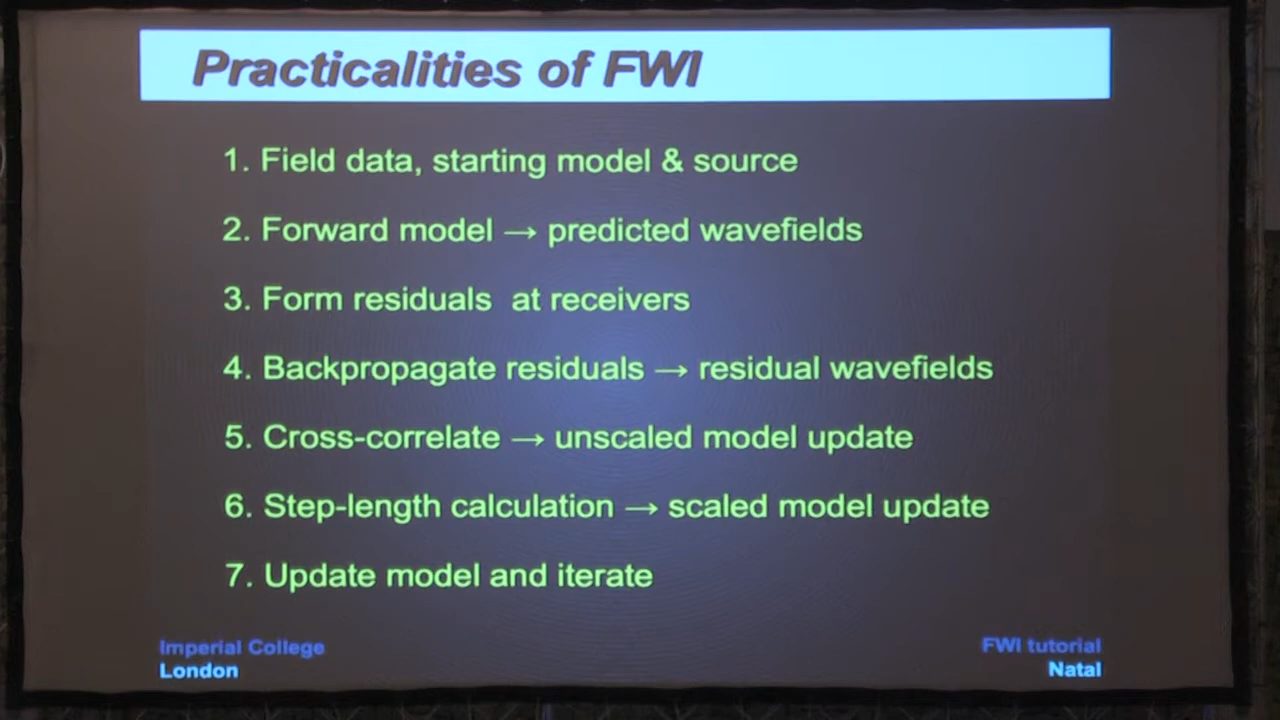 Practicalities of FWI
1. Field data, starting model & source
2. Forward model → predicted wavefields
3. Form residuals at receivers
4. Backpropagate residuals → residual wavefields
5. Cross-correlate → unscaled model update
6. Step-length calculation → scaled model update
7. Update model and iterate
Imperial College
London
FWI tutorial
Natal